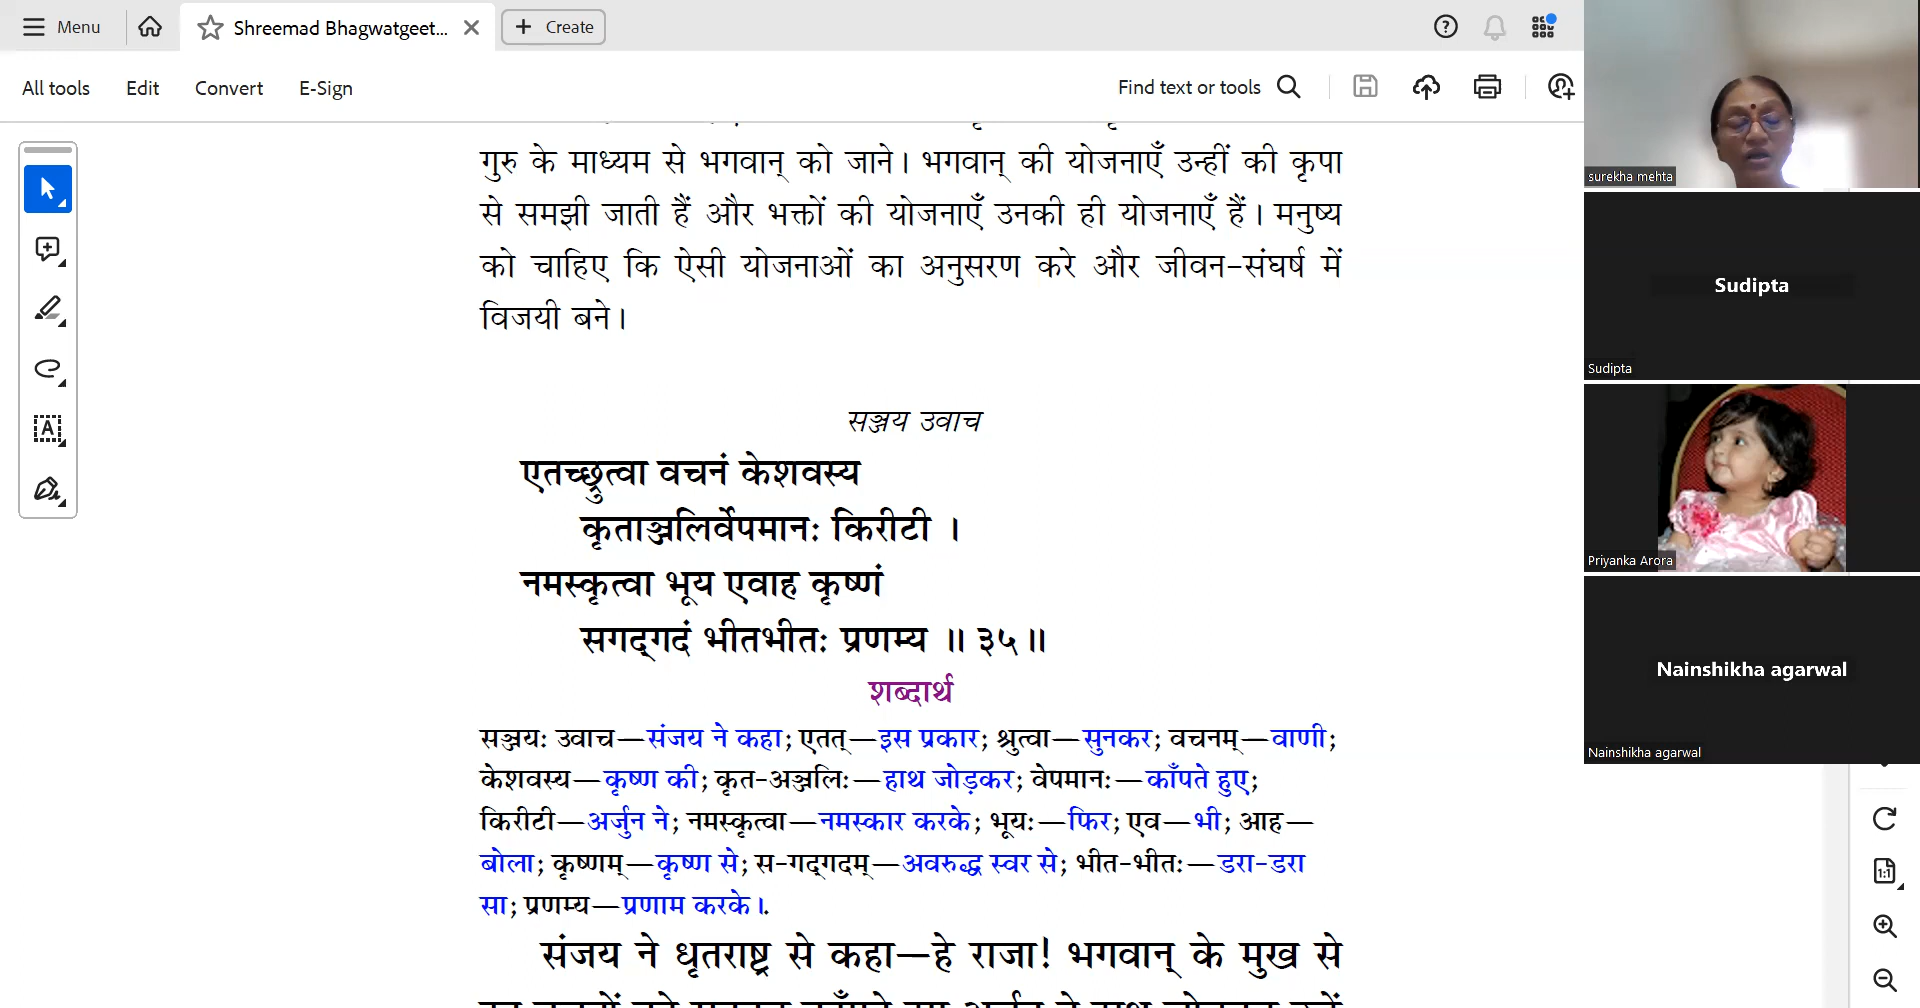 Menu
Shreemad Bhagwatgeet...
Create
All tools
Edit
Convert
E-Sign
Find text or tools
गुरु के माध्यम से भगवान् को जाने। भगवान् की योजनाएँ उन्हीं की कृपा
से समझी जाती हैं और भक्तों की योजनाएँ उनकी ही योजनाएँ हैं। मनुष्य
को चाहिए कि ऐसी योजनाओं का अनुसरण करे और जीवन-संघर्ष में
विजयी बने।
सञ्जय उवाच
एतच्छ्रुत्वा वचनं केशवस्य
कृताञ्जलिर्वेपमानः किरीटी ।
नमस्कृत्वा भूय एवाह कृष्णं
सगद्गदं भीतभीतः प्रणम्य ॥ ३५॥
शब्दार्थ
सञ्जयः उवाच—संजय ने कहा; एतत्—इस प्रकार; श्रुत्वा—सुनकर; वचनम्—वाणी;
केशवस्य—कृष्ण की; कृत-अञ्जलिः—हाथ जोड़कर; वेपमानः—काँपते हुए;
किरीटी—अर्जुन ने; नमस्कृत्वा—नमस्कार करके; भूयः—फिर; एव—भी; आह—
बोला; कृष्णम्—कृष्ण से; स-गद्गदम्—अवरुद्ध स्वर से; भीत-भीतः—डरा-डरा
सा; प्रणम्य—प्रणाम करके।.
संजय ने धृतराष्ट्र से कहा—हे राजा! भगवान् के मुख से
surekha mehta
Sudipta
Sudipta
Priyanka Arora
Nainshikha agarwal
Nainshikha agarwal
1:1